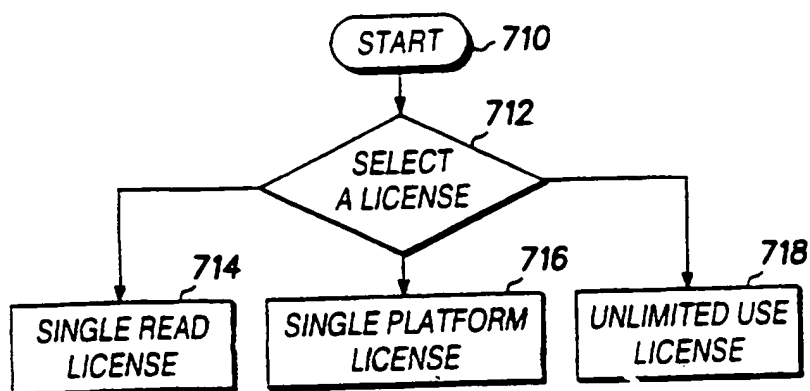 START
710
712
SELECT
A LICENSE
714
716
718
SINGLE READ
LICENSE
SINGLE PLATFORM
LICENSE
UNLIMITED USE
LICENSE